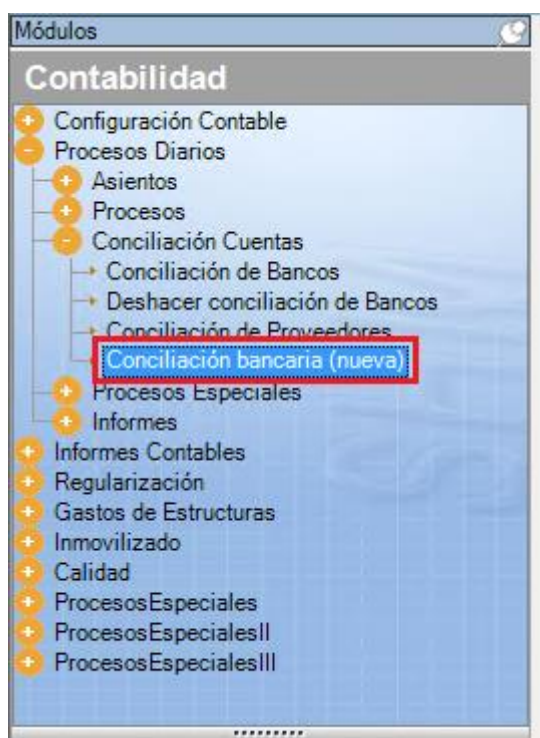 Módulos
Contabilidad
Configuración Contable
Procesos Diarios
Asientos
Procesos
Conciliación Cuentas
Conciliación de Bancos
Deshacer conciliación de Bancos
Conciliación de Proveedores
Conciliación bancaria (nueva)
Procesos Especiales
Informes
Informes Contables
Regularización
Gastos de Estructuras
Inmovilizado
Calidad
ProcesosEspeciales
ProcesosEspecialesII
ProcesosEspecialesIII